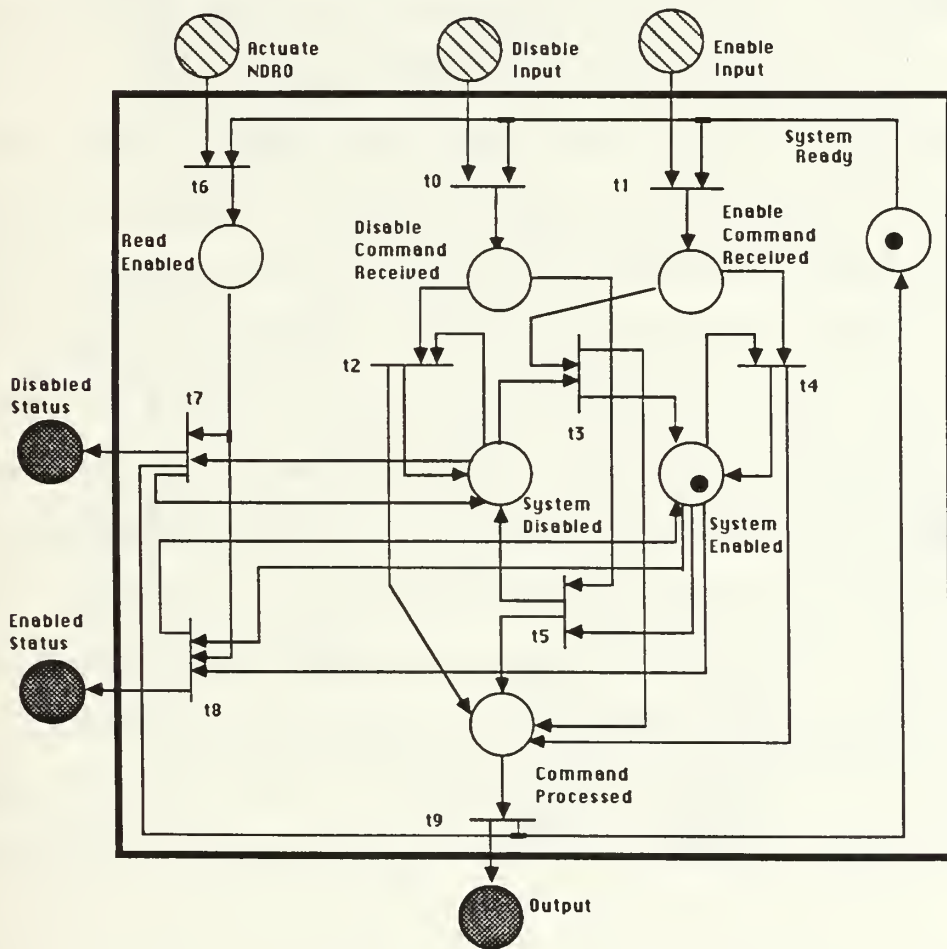 Actuate
NDRO
Disable
Input
Enable
Input
System
Ready
t6
t0
t1
Read
Enabled
Disable
Command
Received
Enable
Command
Received
t2
t3
t4
Disabled
Status
t7
System
Disabled
System
Enabled
Enabled
Status
t5
t8
Command
Processed
t9
Output